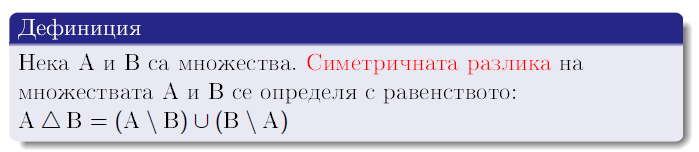 Дефиниция
Нека A и B са множества. Симетричната разлика на
множествата A и B се определя с равенството:
A △ B = (A \ B) ∪ (B \ A)